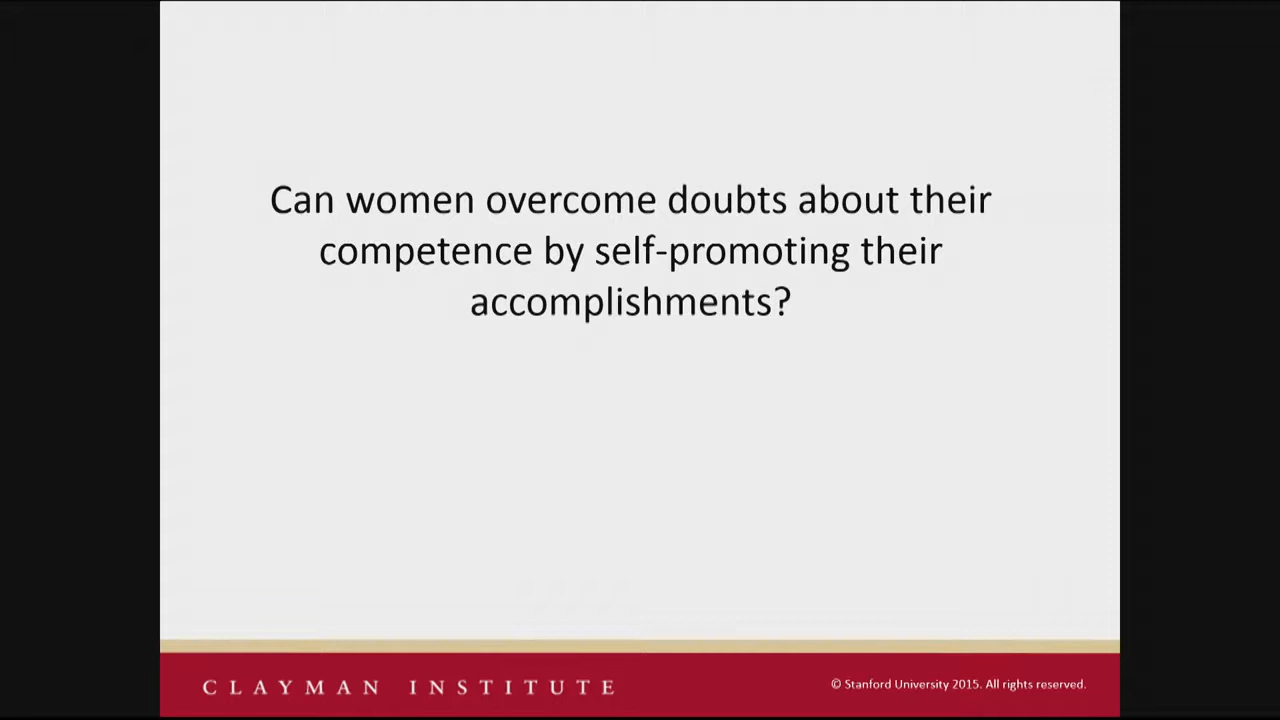 Can women overcome doubts about their
competence by self-promoting their
accomplishments?
CLAYMAN INSTITUTE
© Stanford University 2015. All rights reserved.